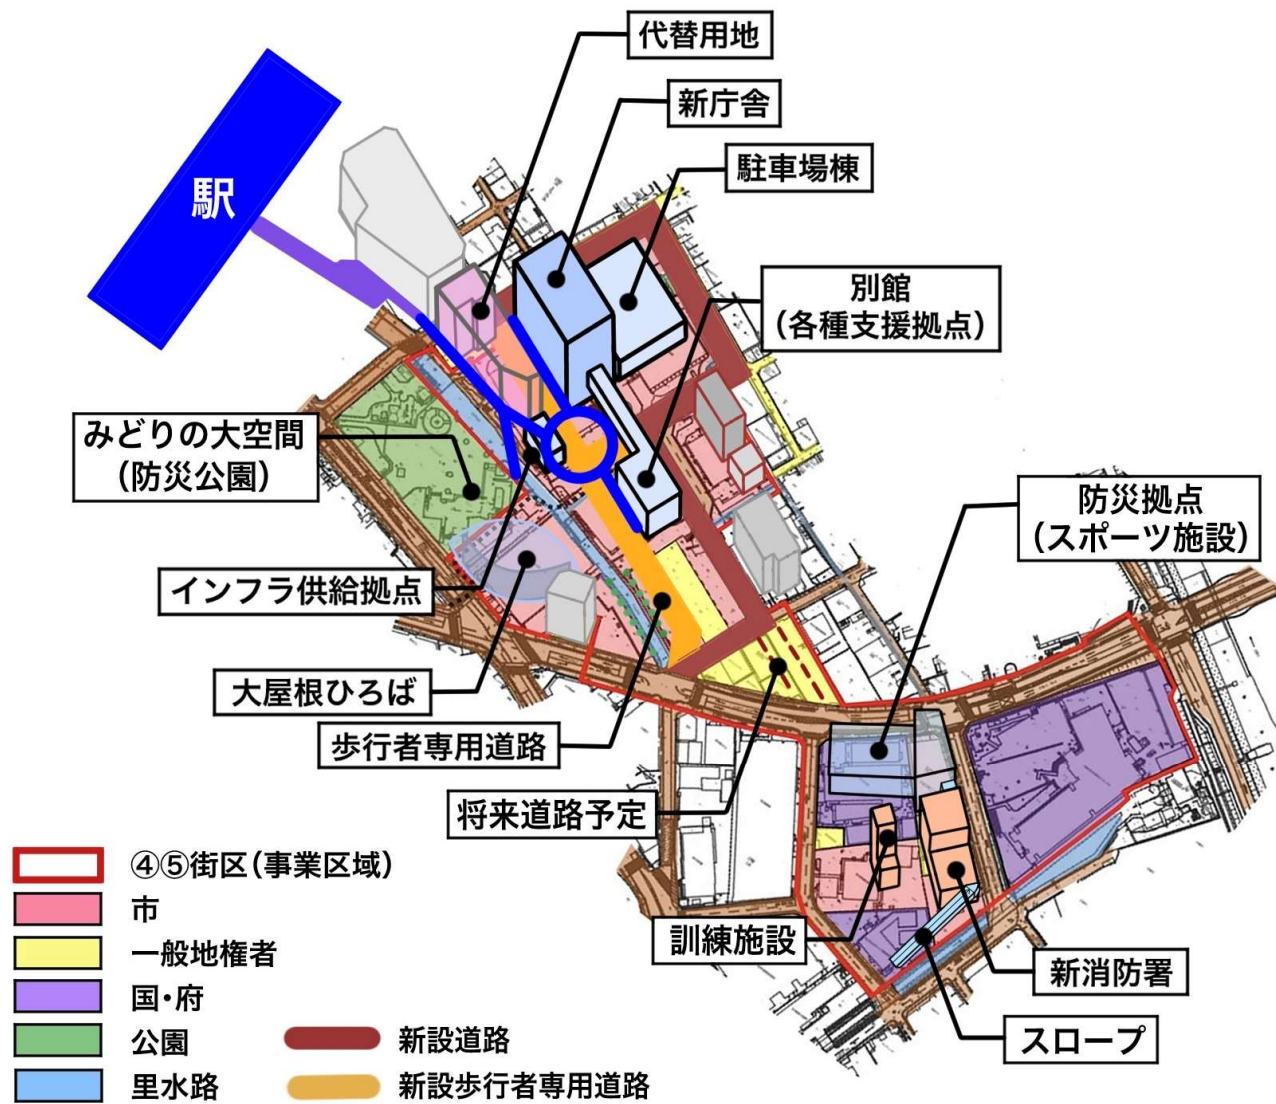 代替用地
新庁舎
駐車場棟
駅
別館
(各種支援拠点)
みどりの大空間
(防災公園)
防災拠点
(スポーツ施設)
インフラ供給拠点
大屋根ひろば
歩行者専用道路
将来道路予定
④⑤街区(事業区域)
市
一般地権者
訓練施設
新消防署
国・府
公園
新設道路
スロープ
里水路
新設歩行者専用道路